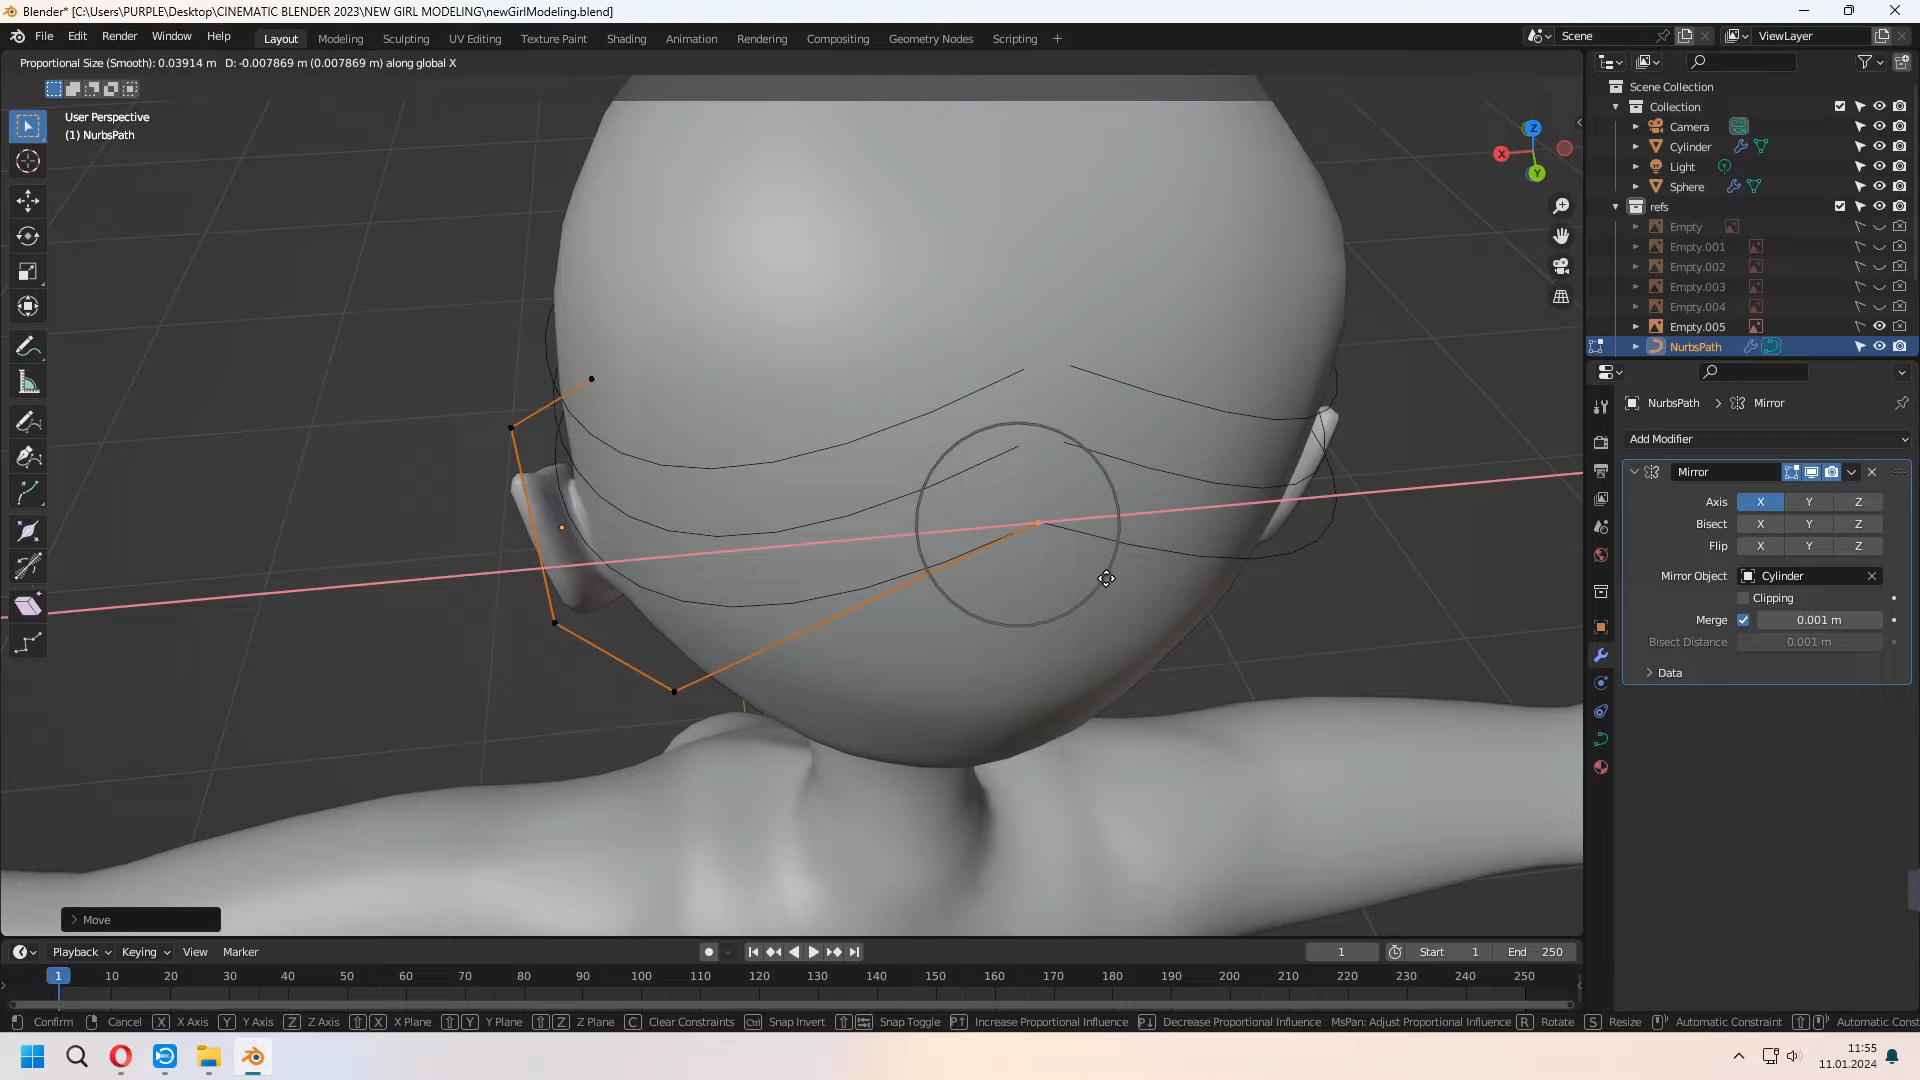 Blender* [C:\Users\PURPLE\Desktop\CINEMATIC BLENDER 2023\NEW GIRL MODELING\newGirlModeling.blend]
File Edit Render Window Help Layout Modeling Sculpting UV Editing Texture Paint Shading Animation Rendering Compositing Geometry Nodes Scripting + Scene ViewLayer
Proportional Size (Smooth): 0.03914 m D: -0.007869 m (0.007869 m) along global X
User Perspective
(1) NurbsPath
Z
X
Y
Scene Collection
Collection
Camera
Cylinder
Light
Sphere
refs
Empty
Empty.001
Empty.002
Empty.003
Empty.004
Empty.005
NurbsPath
NurbsPath > Mirror
Add Modifier
Mirror
Axis X Y Z
Bisect X Y Z
Flip X Y Z
Mirror Object Cylinder
Clipping
Merge 0.001 m
Bisect Distance 0.001 m
Data
Move
Playback Keying View Marker 1 Start 1 End 250
1 10 20 30 40 50 60 70 80 90 100 110 120 130 140 150 160 170 180 190 200 210 220 230 240 250
Confirm Cancel X X Axis Y Y Axis Z Z Axis X X Plane Y Y Plane Z Z Plane C Clear Constraints Ctrl Snap Invert Snap Toggle P↑ Increase Proportional Influence P↓ Decrease Proportional Influence MsPan: Adjust Proportional Influence R Rotate S Resize Automatic Constraint Automatic Const
11:55
11.01.2024